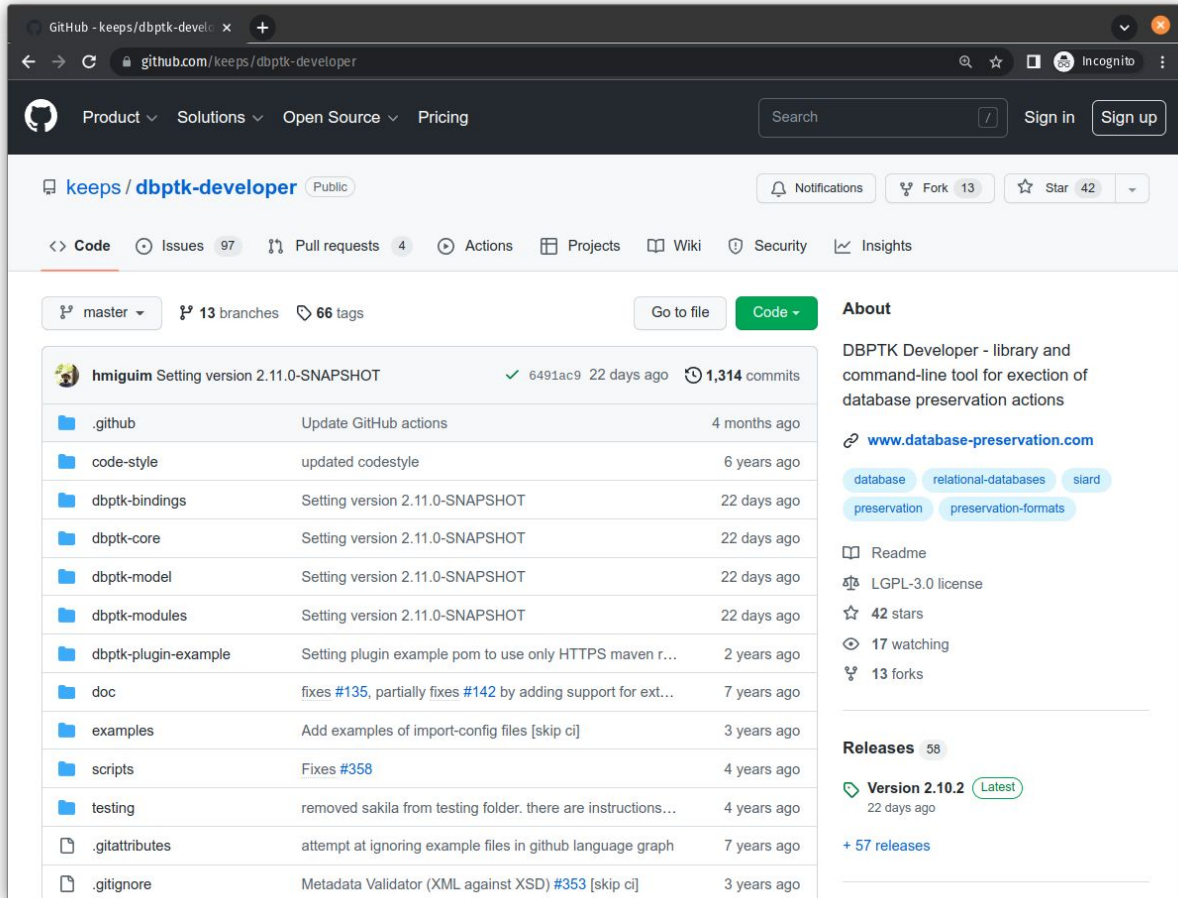 GitHub - keeps/dbptk-develo
github.com/keeps/dbptk-developer
Incognito
Product Solutions Open Source Pricing
Search /
Sign in Sign up
keeps / dbptk-developer Public
Notifications Fork 13 Star 42
Code Issues 97 Pull requests 4 Actions Projects Wiki Security Insights
master 13 branches 66 tags Go to file Code
hmiguim Setting version 2.11.0-SNAPSHOT 6491ac9 22 days ago 1,314 commits
.github Update GitHub actions 4 months ago
code-style updated codestyle 6 years ago
dbptk-bindings Setting version 2.11.0-SNAPSHOT 22 days ago
dbptk-core Setting version 2.11.0-SNAPSHOT 22 days ago
dbptk-model Setting version 2.11.0-SNAPSHOT 22 days ago
dbptk-modules Setting version 2.11.0-SNAPSHOT 22 days ago
dbptk-plugin-example Setting plugin example pom to use only HTTPS maven r... 2 years ago
doc fixes #135, partially fixes #142 by adding support for ext... 7 years ago
examples Add examples of import-config files [skip ci] 3 years ago
scripts Fixes #358 4 years ago
testing removed sakila from testing folder. there are instructions... 4 years ago
.gitattributes attempt at ignoring example files in github language graph 7 years ago
.gitignore Metadata Validator (XML against XSD) #353 [skip ci] 3 years ago
About
DBPTK Developer - library and
command-line tool for exection of
database preservation actions
www.database-preservation.com
database relational-databases siard
preservation preservation-formats
Readme
LGPL-3.0 license
42 stars
17 watching
13 forks
Releases 58
Version 2.10.2 Latest
22 days ago
+ 57 releases